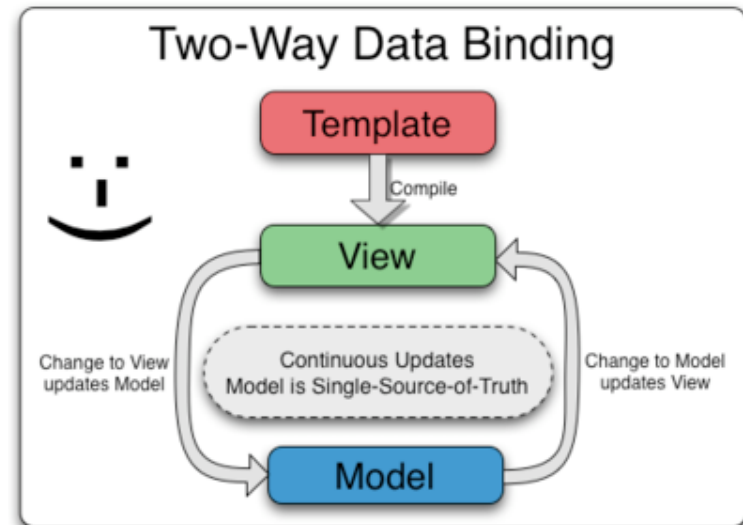 Two-Way Data Binding
Template
Compile
View
Change to View
updates Model
Continuous Updates
Model is Single-Source-of-Truth
Change to Model
updates View
Model